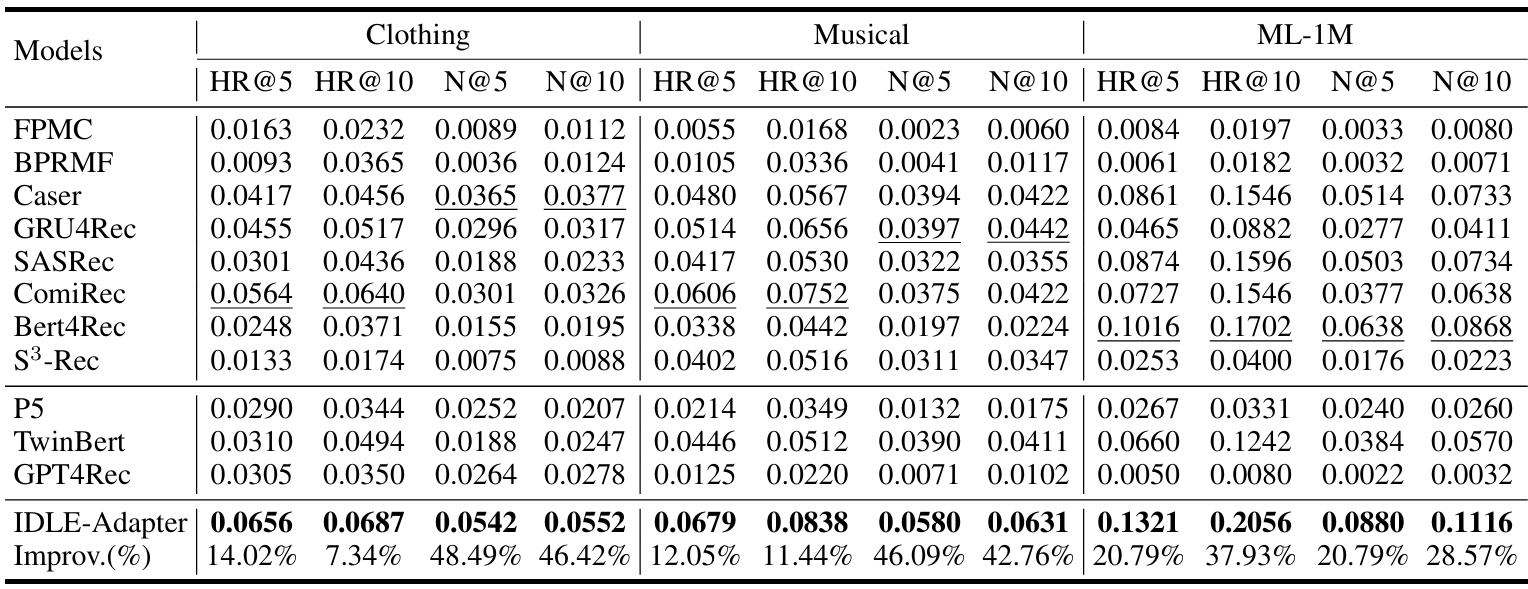 Models Clothing Musical ML-1M
HR@5 HR@10 N@5 N@10 HR@5 HR@10 N@5 N@10 HR@5 HR@10 N@5 N@10
FPMC 0.0163 0.0232 0.0089 0.0112 0.0055 0.0168 0.0023 0.0060 0.0084 0.0197 0.0033 0.0080
BPRMF 0.0093 0.0365 0.0036 0.0124 0.0105 0.0336 0.0041 0.0117 0.0061 0.0182 0.0032 0.0071
Caser 0.0417 0.0456 0.0365 0.0377 0.0480 0.0567 0.0394 0.0422 0.0861 0.1546 0.0514 0.0733
GRU4Rec 0.0455 0.0517 0.0296 0.0317 0.0514 0.0656 0.0397 0.0442 0.0465 0.0882 0.0277 0.0411
SASRec 0.0301 0.0436 0.0188 0.0233 0.0417 0.0530 0.0322 0.0355 0.0874 0.1596 0.0503 0.0734
ComiRec 0.0564 0.0640 0.0301 0.0326 0.0606 0.0752 0.0375 0.0422 0.0727 0.1546 0.0377 0.0638
Bert4Rec 0.0248 0.0371 0.0155 0.0195 0.0338 0.0442 0.0197 0.0224 0.1016 0.1702 0.0638 0.0868
S³-Rec 0.0133 0.0174 0.0075 0.0088 0.0402 0.0516 0.0311 0.0347 0.0253 0.0400 0.0176 0.0223
P5 0.0290 0.0344 0.0252 0.0207 0.0214 0.0349 0.0132 0.0175 0.0267 0.0331 0.0240 0.0260
TwinBert 0.0310 0.0494 0.0188 0.0247 0.0446 0.0512 0.0390 0.0411 0.0660 0.1242 0.0384 0.0570
GPT4Rec 0.0305 0.0350 0.0264 0.0278 0.0125 0.0220 0.0071 0.0102 0.0050 0.0080 0.0022 0.0032
IDLE-Adapter 0.0656 0.0687 0.0542 0.0552 0.0679 0.0838 0.0580 0.0631 0.1321 0.2056 0.0880 0.1116
Improv.(%) 14.02% 7.34% 48.49% 46.42% 12.05% 11.44% 46.09% 42.76% 20.79% 37.93% 20.79% 28.57%